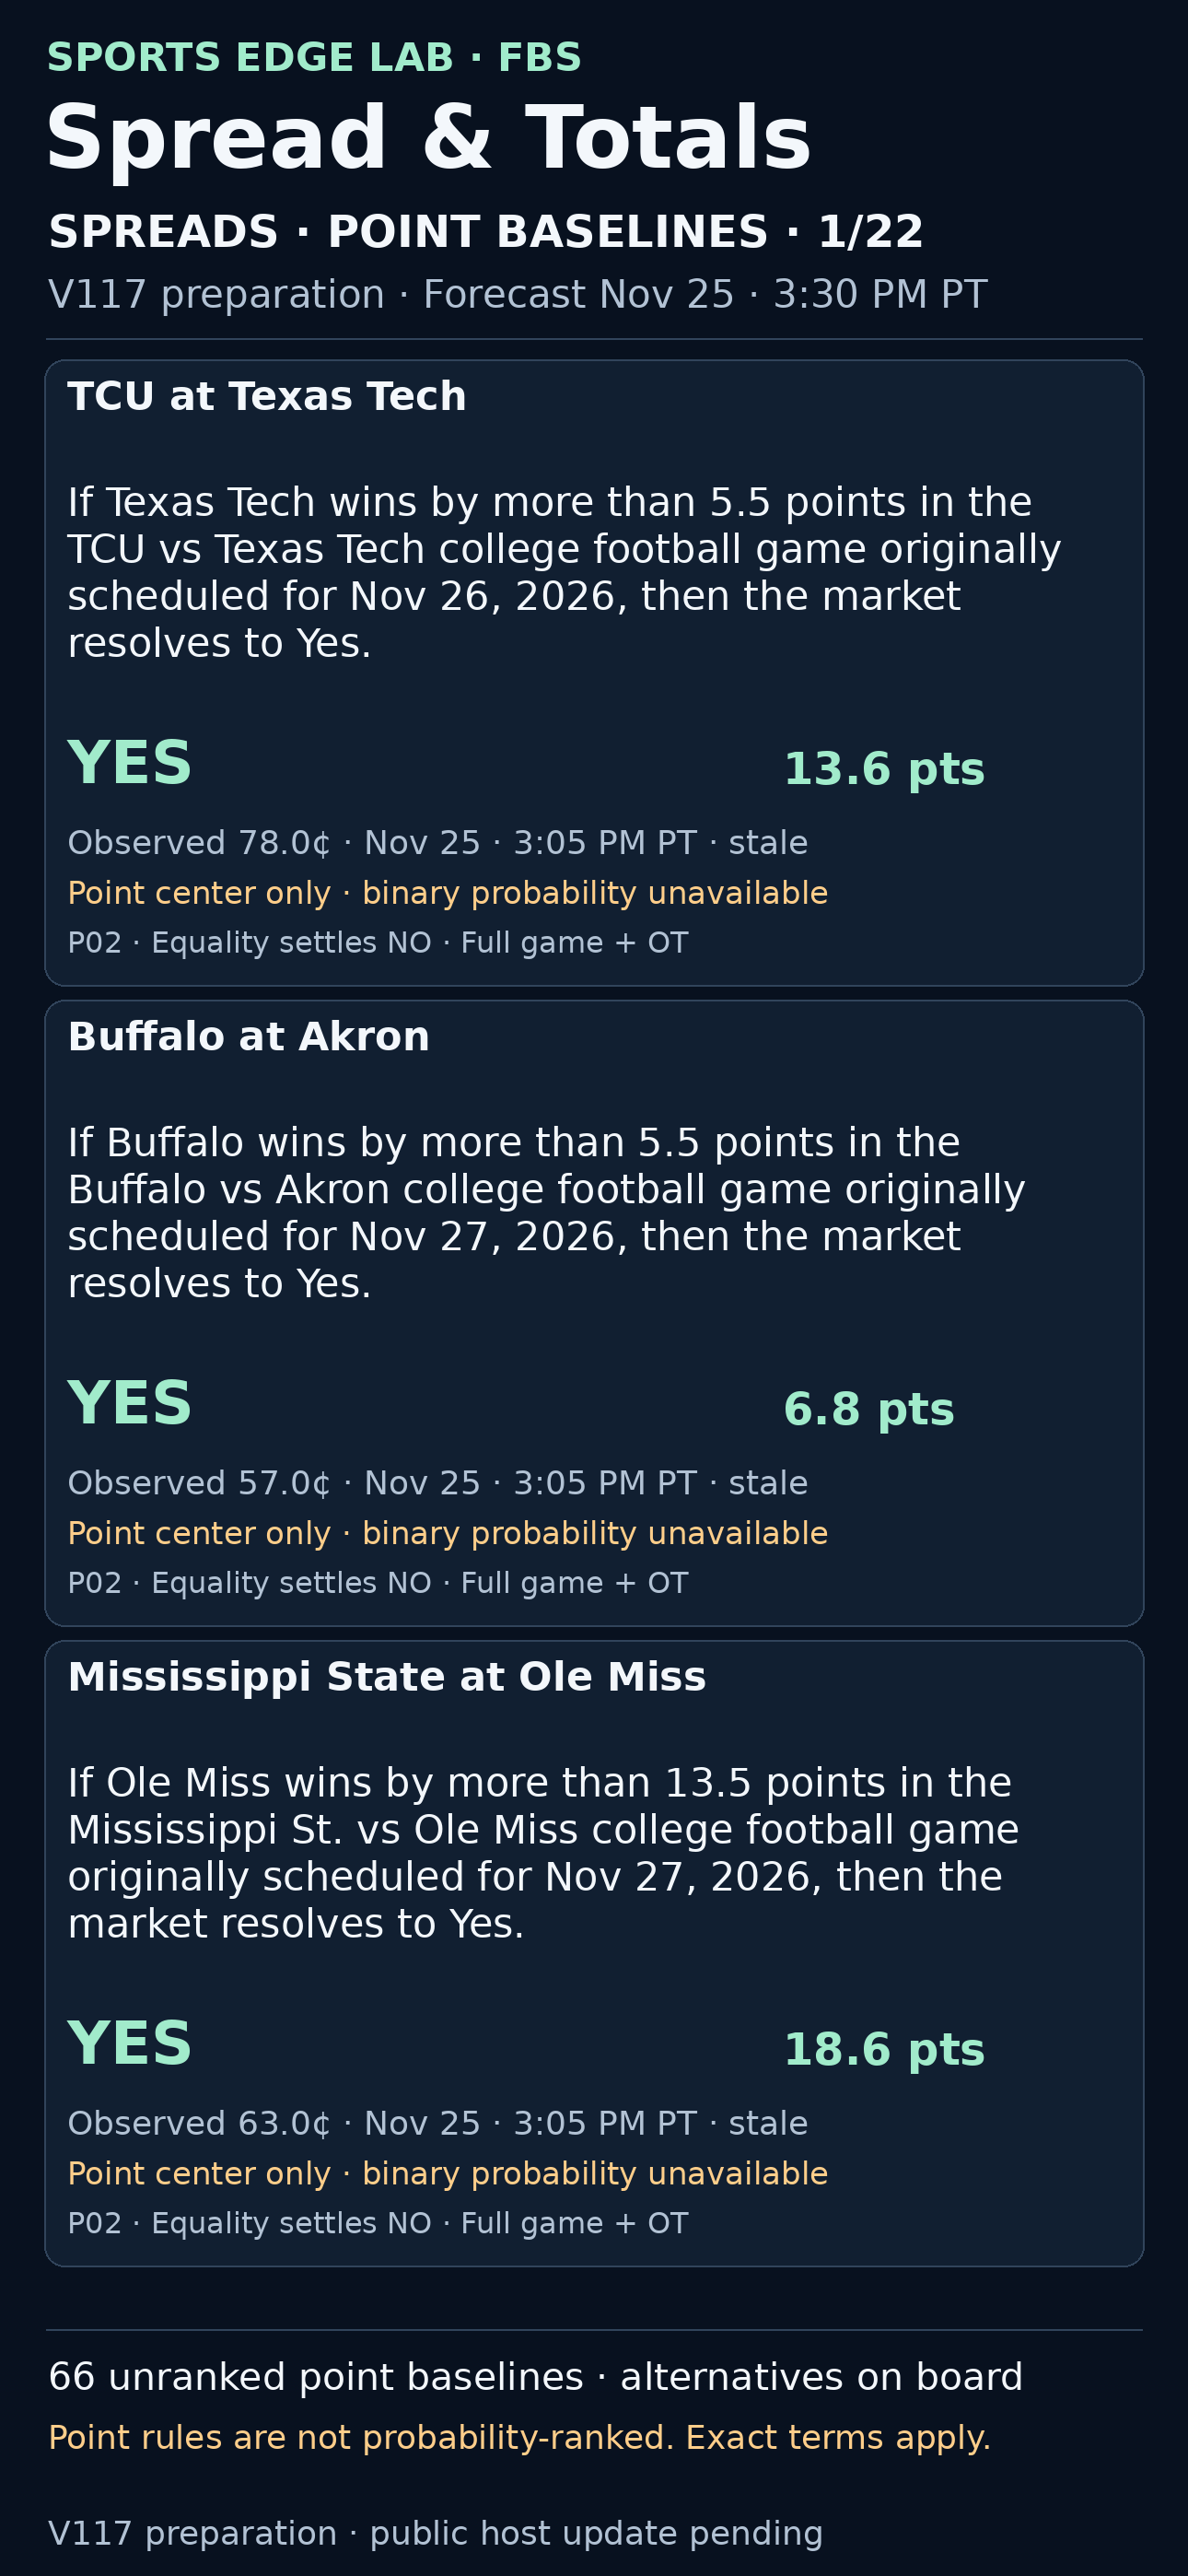 SPORTS EDGE LAB · FBS
Spread & Totals
SPREADS · POINT BASELINES · 1/22
V117 preparation · Forecast Nov 25 · 3:30 PM PT
TCU at Texas Tech
If Texas Tech wins by more than 5.5 points in the
TCU vs Texas Tech college football game originally
scheduled for Nov 26, 2026, then the market
resolves to Yes.
YES 13.6 pts
Observed 78.0¢ · Nov 25 · 3:05 PM PT · stale
Point center only · binary probability unavailable
P02 · Equality settles NO · Full game + OT
Buffalo at Akron
If Buffalo wins by more than 5.5 points in the
Buffalo vs Akron college football game originally
scheduled for Nov 27, 2026, then the market
resolves to Yes.
YES 6.8 pts
Observed 57.0¢ · Nov 25 · 3:05 PM PT · stale
Point center only · binary probability unavailable
P02 · Equality settles NO · Full game + OT
Mississippi State at Ole Miss
If Ole Miss wins by more than 13.5 points in the
Mississippi St. vs Ole Miss college football game
originally scheduled for Nov 27, 2026, then the
market resolves to Yes.
YES 18.6 pts
Observed 63.0¢ · Nov 25 · 3:05 PM PT · stale
Point center only · binary probability unavailable
P02 · Equality settles NO · Full game + OT
66 unranked point baselines · alternatives on board
Point rules are not probability-ranked. Exact terms apply.
V117 preparation · public host update pending